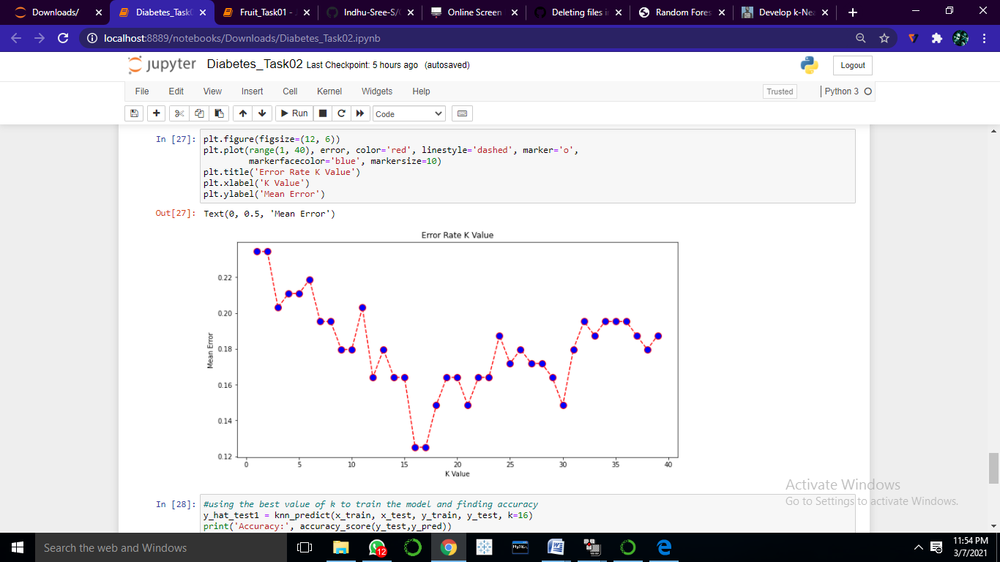 Downloads/
Diabetes_Task
Fruit_Task01 - J
Indhu-Sree-S/
Online Screen
Deleting files i
Random Fores
Develop k-Nea
localhost:8889/notebooks/Downloads/Diabetes_Task02.ipynb
jupyter Diabetes_Task02 Last Checkpoint: 5 hours ago (autosaved)
Logout
File Edit View Insert Cell Kernel Widgets Help
Trusted
Python 3
Run
Code
In [27]:
plt.figure(figsize=(12, 6))
plt.plot(range(1, 40), error, color='red', linestyle='dashed', marker='o',
markerfacecolor='blue', markersize=10)
plt.title('Error Rate K Value')
plt.xlabel('K Value')
plt.ylabel('Mean Error')
Out[27]: Text(0, 0.5, 'Mean Error')
Error Rate K Value
Mean Error
0.22
0.20
0.18
0.16
0.14
0.12
0 5 10 15 20 25 30 35 40
K Value
Activate Windows
Go to Settings to activate Windows.
In [28]:
#using the best value of k to train the model and finding accuracy
y_hat_test1 = knn_predict(x_train, x_test, y_train, y_test, k=16)
print('Accuracy:', accuracy_score(y_test,y_pred))
Search the web and Windows
12
MySQL
11:54 PM
3/7/2021